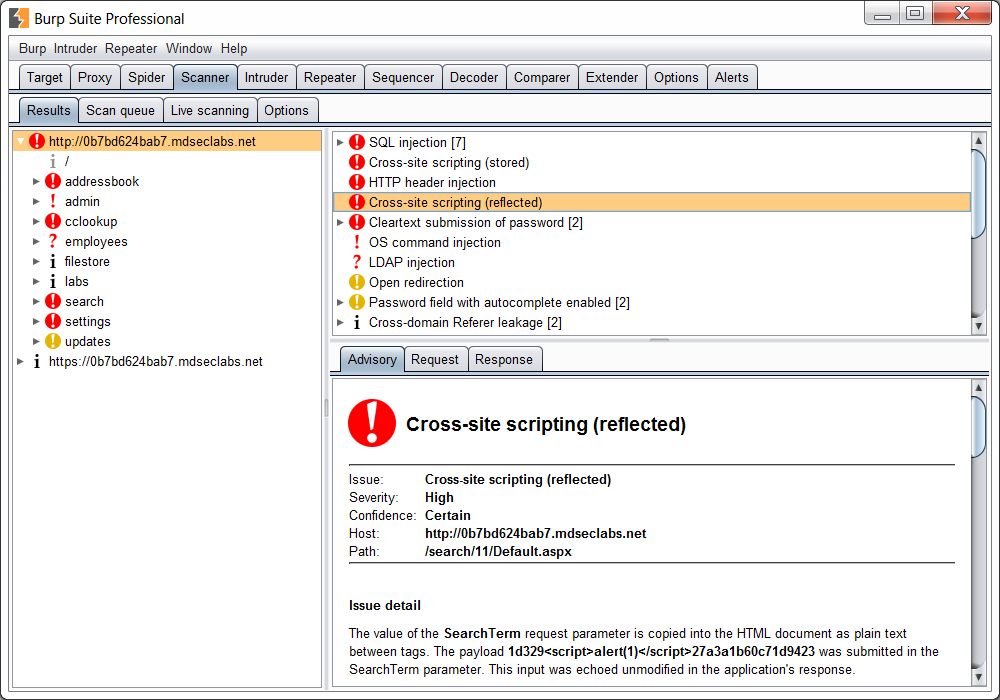 Burp Suite Professional
Burp Intruder Repeater Window Help
Target Proxy Spider Scanner Intruder Repeater Sequencer Decoder Comparer Extender Options Alerts
Results Scan queue Live scanning Options
http://0b7bd624bab7.mdseclabs.net
/
addressbook
admin
cclookup
employees
filestore
labs
search
settings
updates
https://0b7bd624bab7.mdseclabs.net
SQL injection [7]
Cross-site scripting (stored)
HTTP header injection
Cross-site scripting (reflected)
Cleartext submission of password [2]
OS command injection
LDAP injection
Open redirection
Password field with autocomplete enabled [2]
Cross-domain Referer leakage [2]
Advisory Request Response
Cross-site scripting (reflected)
Issue: Cross-site scripting (reflected)
Severity: High
Confidence: Certain
Host: http://0b7bd624bab7.mdseclabs.net
Path: /search/11/Default.aspx
Issue detail
The value of the SearchTerm request parameter is copied into the HTML document as plain text
between tags. The payload 1d329<script>alert(1)</script>27a3a1b60c71d9423 was submitted in the
SearchTerm parameter. This input was echoed unmodified in the application's response.